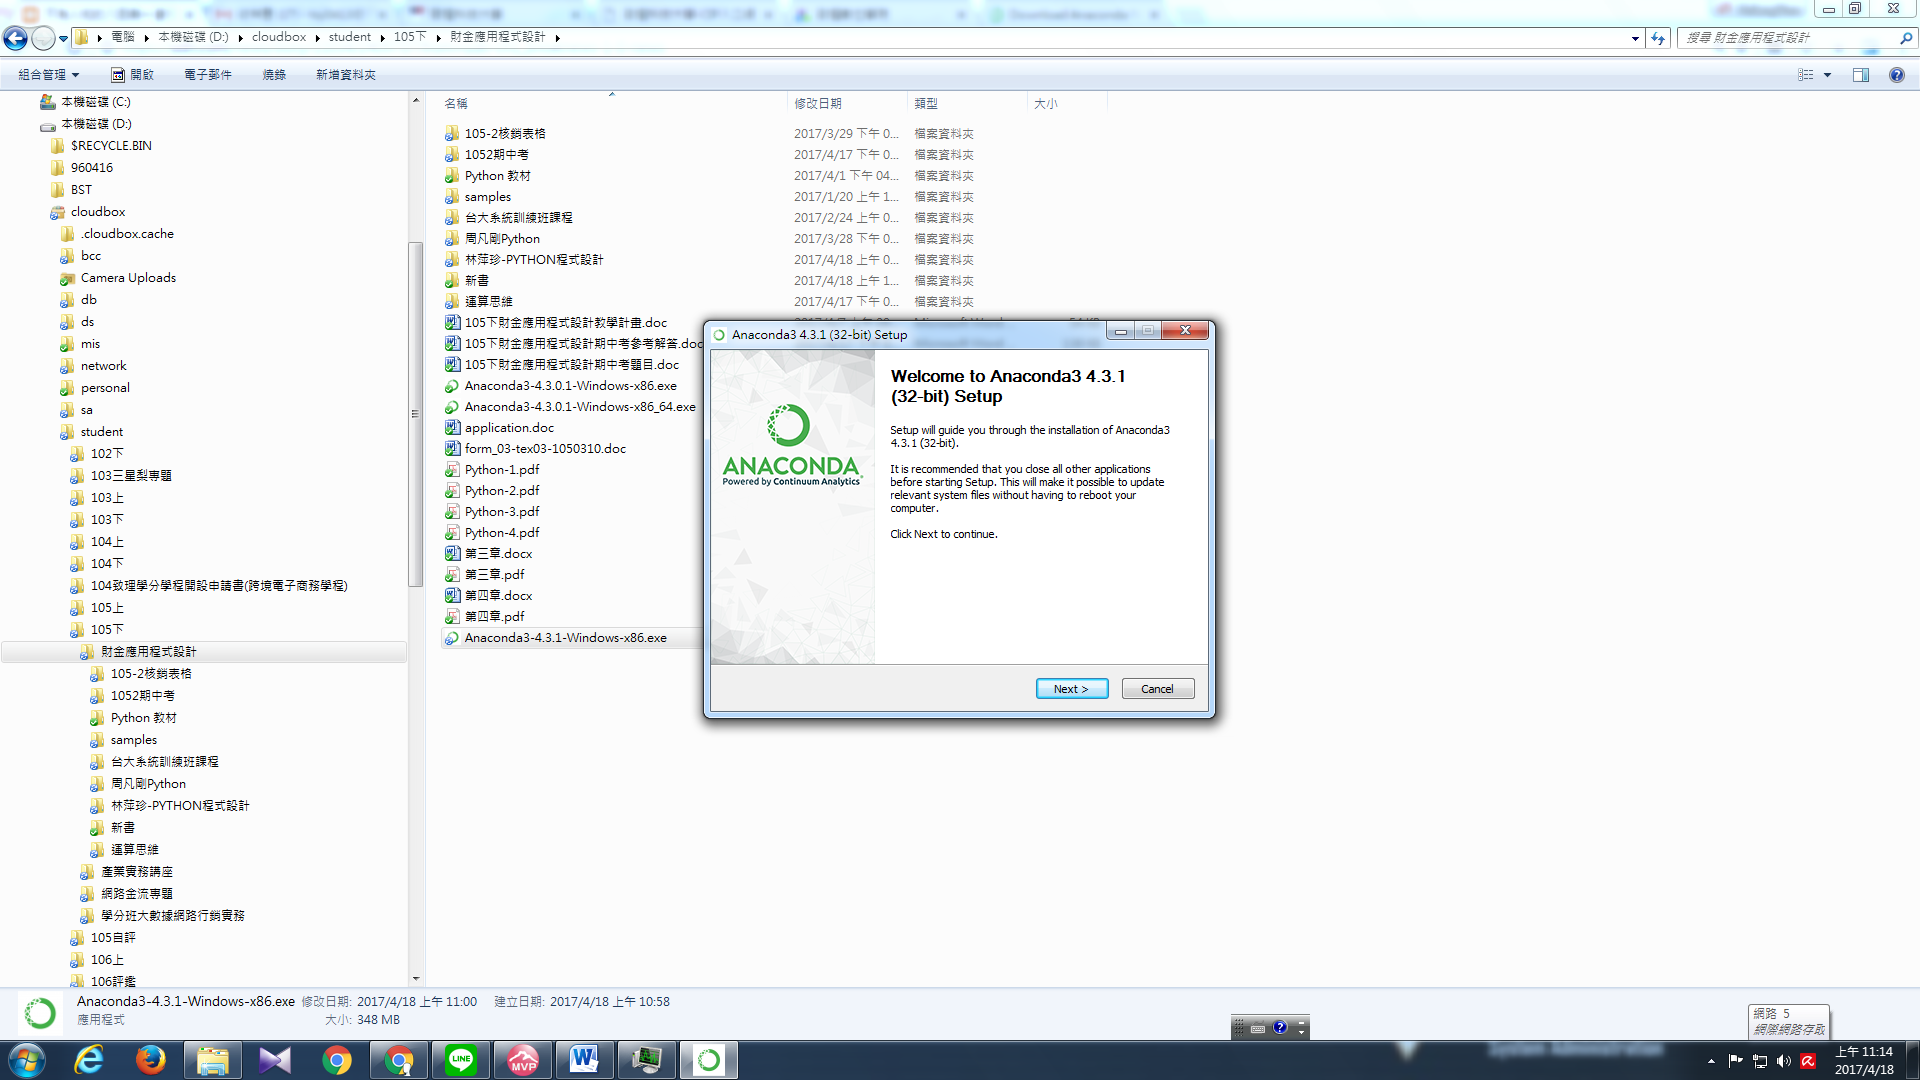 電腦 ▸ 本機磁碟 (D:) ▸ cloudbox ▸ student ▸ 105下 ▸ 財金應用程式設計 ▸
搜尋 財金應用程式設計
組合管理 開啟 電子郵件 燒錄 新增資料夾
本機磁碟 (C:)
本機磁碟 (D:)
$RECYCLE.BIN
960416
BST
cloudbox
.cloudbox.cache
bcc
Camera Uploads
db
ds
mis
network
personal
sa
student
102下
103三星梨專題
103上
103下
104上
104下
104致理學分學程開設申請書(跨境電子商務學程)
105上
105下
財金應用程式設計
105-2核銷表格
1052期中考
Python 教材
samples
台大系統訓練班課程
周凡剛Python
林萍珍-PYTHON程式設計
新書
運算思維
產業實務講座
網路金流專題
學分班大數據網路行銷實務
105自評
106上
106評鑑
名稱 修改日期 類型 大小
105-2核銷表格 2017/3/29 下午 0... 檔案資料夾
1052期中考 2017/4/17 下午 0... 檔案資料夾
Python 教材 2017/4/1 下午 04... 檔案資料夾
samples 2017/1/20 上午 1... 檔案資料夾
台大系統訓練班課程 2017/2/24 上午 0... 檔案資料夾
周凡剛Python 2017/3/28 下午 0... 檔案資料夾
林萍珍-PYTHON程式設計 2017/4/18 上午 0... 檔案資料夾
新書 2017/4/18 上午 1... 檔案資料夾
運算思維 2017/4/17 下午 0... 檔案資料夾
105下財金應用程式設計教學計畫.doc
105下財金應用程式設計期中考參考解答.doc
105下財金應用程式設計期中考題目.doc
Anaconda3-4.3.0.1-Windows-x86.exe
Anaconda3-4.3.0.1-Windows-x86_64.exe
application.doc
form_03-tex03-1050310.doc
Python-1.pdf
Python-2.pdf
Python-3.pdf
Python-4.pdf
第三章.docx
第三章.pdf
第四章.docx
第四章.pdf
Anaconda3-4.3.1-Windows-x86.exe
Anaconda3 4.3.1 (32-bit) Setup
ANACONDA
Powered by Continuum Analytics
Welcome to Anaconda3 4.3.1
(32-bit) Setup
Setup will guide you through the installation of Anaconda3
4.3.1 (32-bit).
It is recommended that you close all other applications
before starting Setup. This will make it possible to update
relevant system files without having to reboot your
computer.
Click Next to continue.
Next > Cancel
Anaconda3-4.3.1-Windows-x86.exe 修改日期: 2017/4/18 上午 11:00 建立日期: 2017/4/18 上午 10:58
應用程式 大小: 348 MB
網路 5
網際網路存取
LINE
MVP
System Administration
上午 11:14
2017/4/18